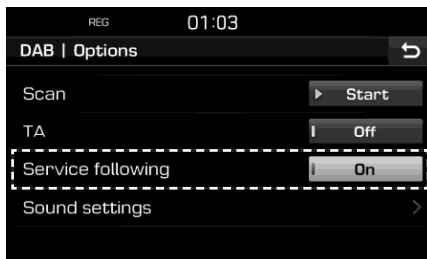 REG 01:03
DAB | Options
Scan Start
TA Off
Service following On
Sound settings